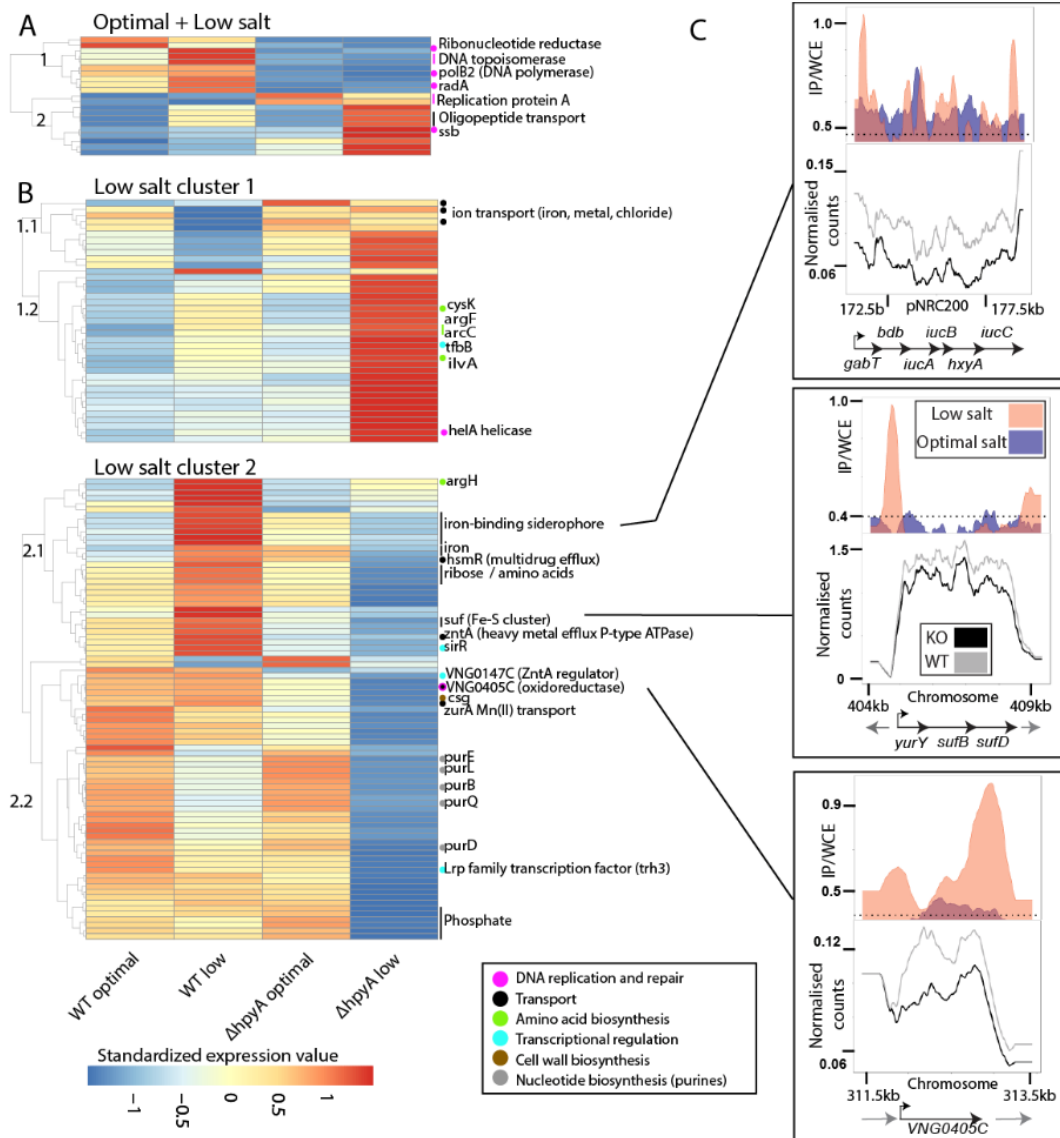 A
Optimal + Low salt
1
2
Ribonucleotide reductase
DNA topoisomerase
polB2 (DNA polymerase)
radA
Replication protein A
Oligopeptide transport
ssb
B
Low salt cluster 1
1.1
1.2
ion transport (iron, metal, chloride)
cysK
argF
arcC
tfbB
ilvA
helA helicase
Low salt cluster 2
2.1
2.2
argH
iron-binding siderophore
iron
hsmR (multidrug efflux)
ribose / amino acids
suf (Fe-S cluster)
zntA (heavy metal efflux P-type ATPase)
sirR
VNG0147C (ZntA regulator)
VNG0405C (oxidoreductase)
csg
zurA Mn(II) transport
purE
purL
purB
purQ
purD
Lrp family transcription factor (trh3)
Phosphate
WT optimal
WT low
ΔhpyA optimal
ΔhpyA low
Standardized expression value
−1
−0.5
0
0.5
1
DNA replication and repair
Transport
Amino acid biosynthesis
Transcriptional regulation
Cell wall biosynthesis
Nucleotide biosynthesis (purines)
C
IP/WCE
1.0
0.5
Normalised counts
0.15
0.06
172.5b
pNRC200
177.5kb
bdb
iucB
iucC
gabT
iucA
hxyA
IP/WCE
1.0
0.4
Low salt
Optimal salt
Normalised counts
1.5
0
KO
WT
404kb
Chromosome
409kb
yurY
sufB
sufD
IP/WCE
0.9
0.5
Normalised counts
0.12
0.06
311.5kb
Chromosome
313.5kb
VNG0405C